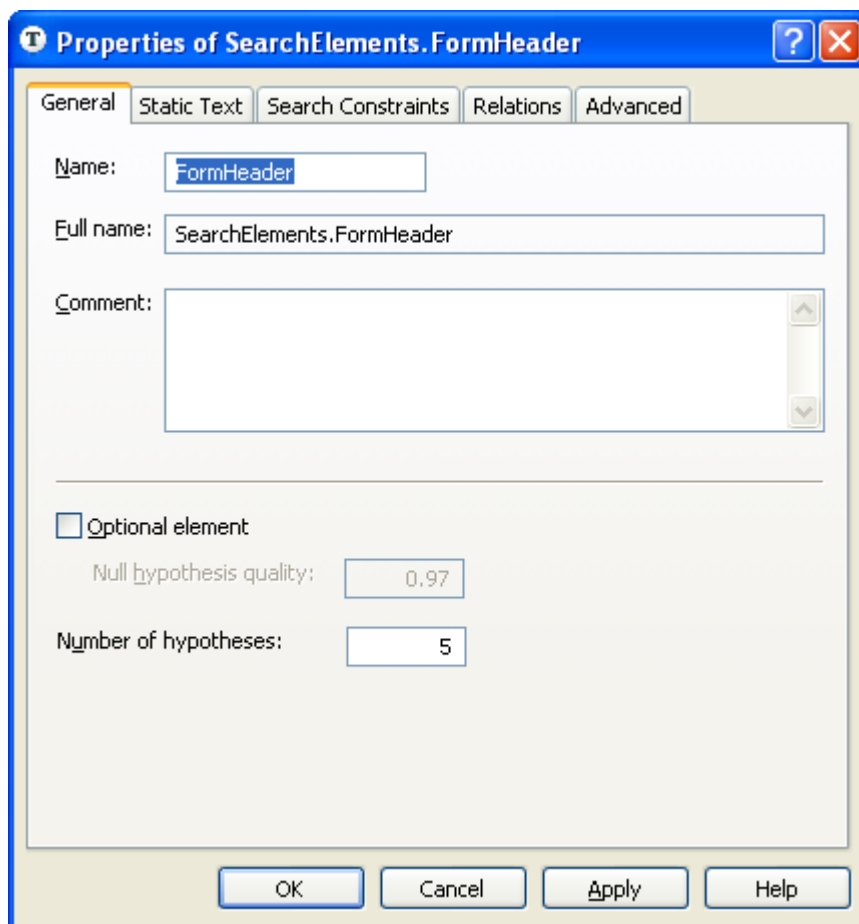 T Properties of SearchElements.FormHeader ?
General Static Text Search Constraints Relations Advanced
Name: FormHeader
Full name: SearchElements.FormHeader
Comment:
Optional element
Null hypothesis quality: 0.97
Number of hypotheses: 5
OK Cancel Apply Help